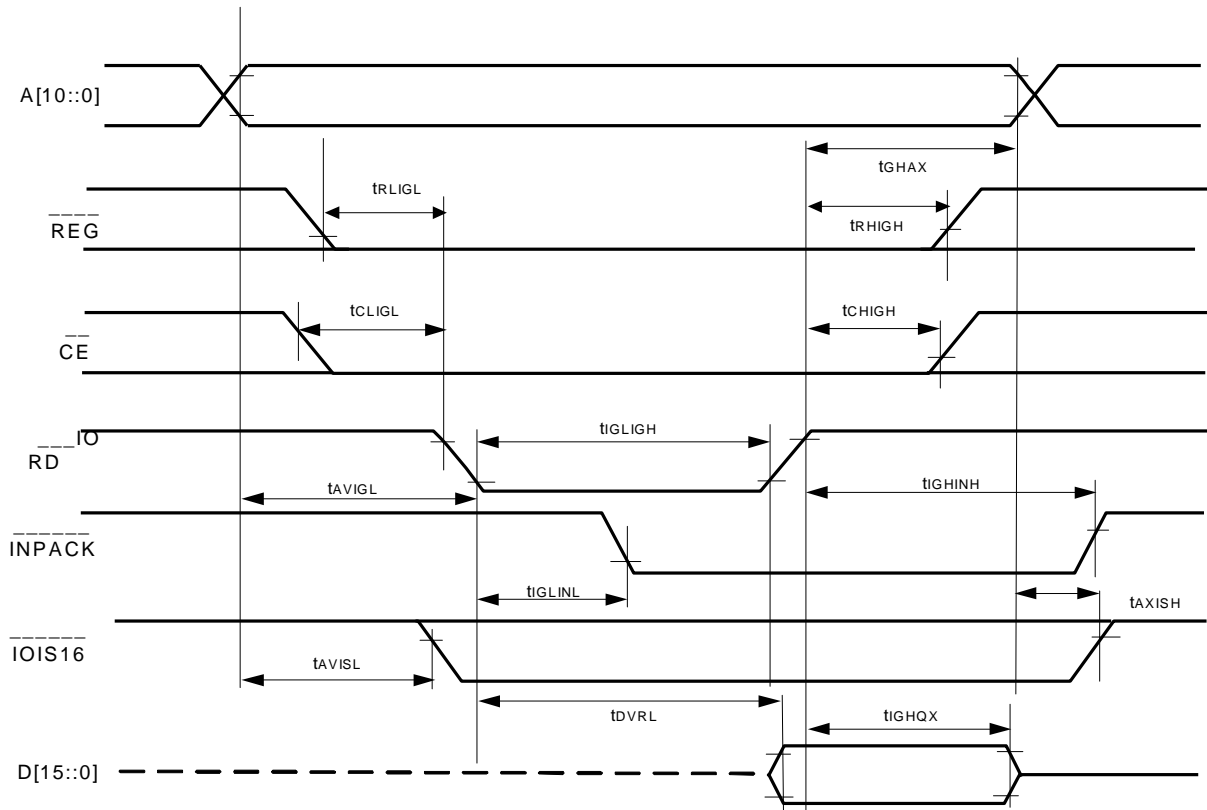 A[10::0]
tGHAX
tRLIGL
REG
tRHIGH
tCLIGL
tCHIGH
CE
RD IO
tIGLIGH
tAVIGL
tIGHINH
INPACK
tIGLINL
tAXISH
IOIS16
tAVISL
tDVRL
tIGHQX
D[15::0]